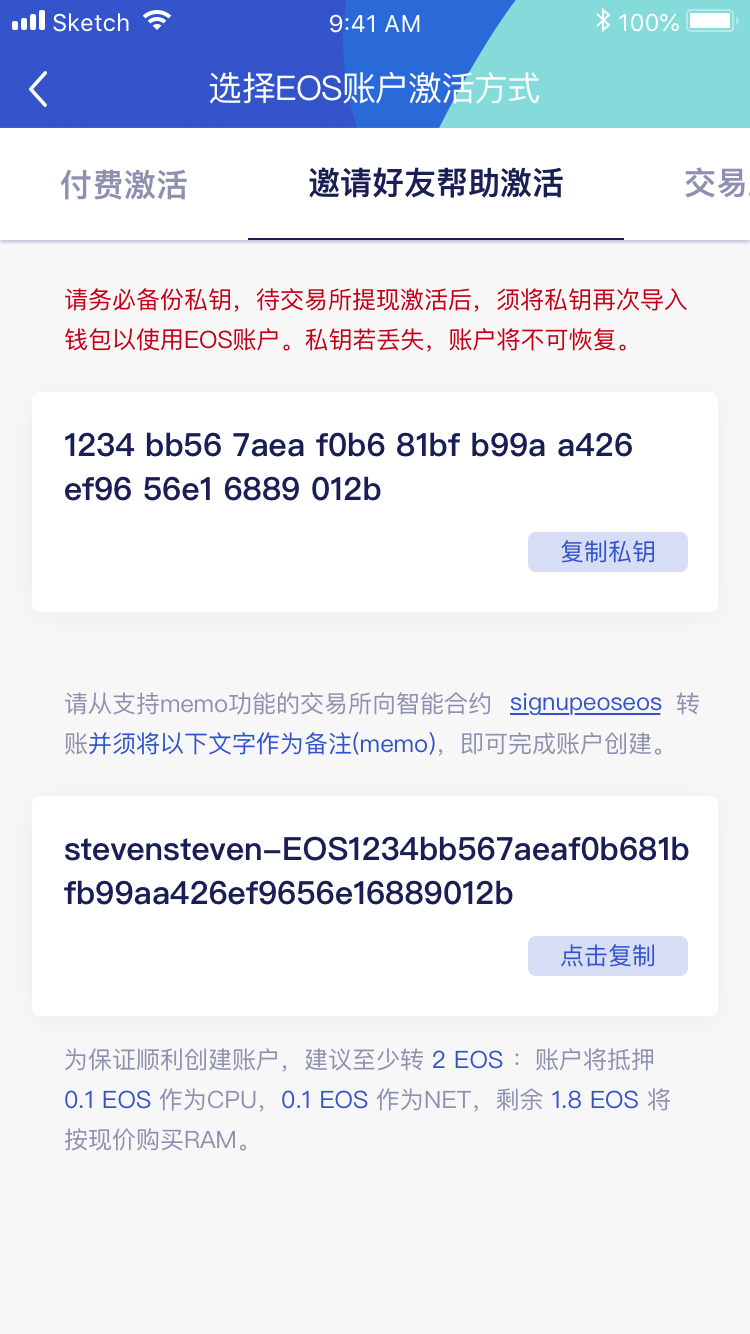 Sketch 9:41 AM 100%
选择EOS账户激活方式
付费激活 邀请好友帮助激活 交易
请务必备份私钥，待交易所提现激活后，须将私钥再次导入
钱包以使用EOS账户。私钥若丢失，账户将不可恢复。
1234 bb56 7aea f0b6 81bf b99a a426
ef96 56e1 6889 012b
复制私钥
请从支持memo功能的交易所向智能合约 signupeoseos 转
账并须将以下文字作为备注(memo)，即可完成账户创建。
stevensteven–EOS1234bb567aeaf0b681b
fb99aa426ef9656e16889012b
点击复制
为保证顺利创建账户，建议至少转 2 EOS ：账户将抵押
0.1 EOS 作为CPU，0.1 EOS 作为NET，剩余 1.8 EOS 将
按现价购买RAM。